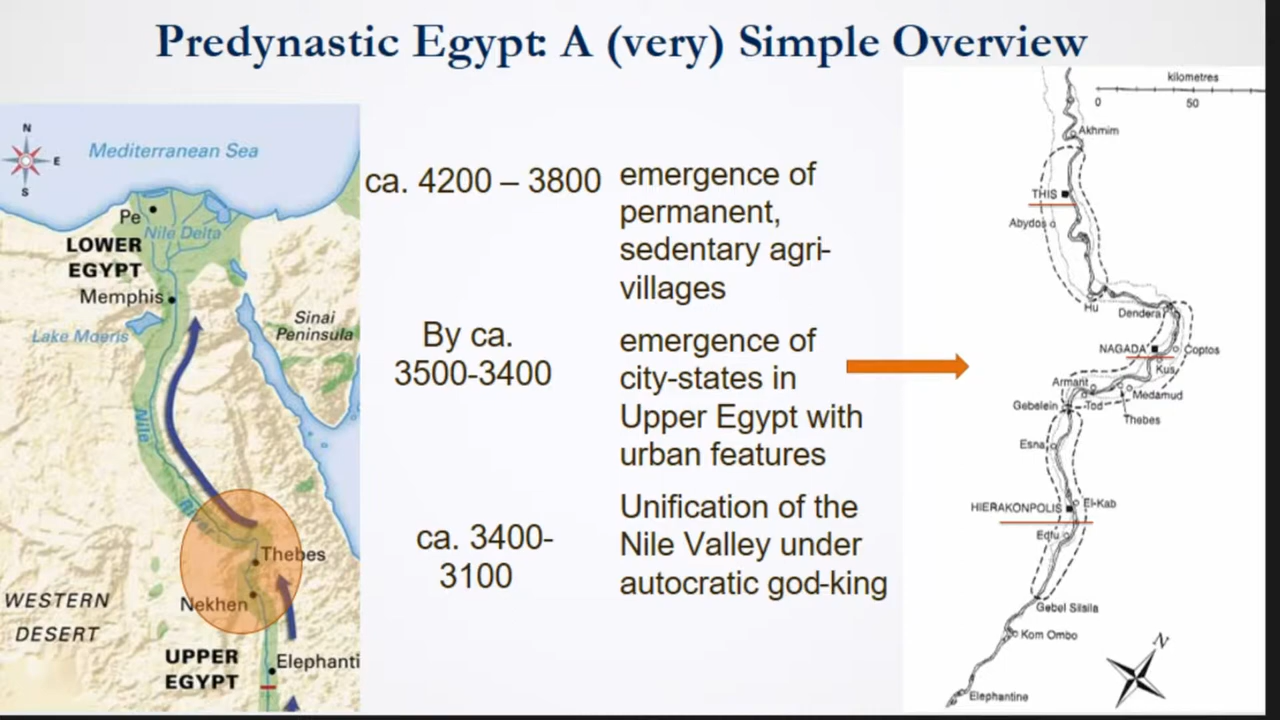 Predynastic Egypt: A (very) Simple Overview
N
E
S
Mediterranean Sea
Pe
Nile Delta
LOWER
EGYPT
Memphis
Lake Moeris
Sinai
Peninsula
Nile
River
Thebes
Nekhen
WESTERN
DESERT
UPPER
EGYPT
Elephanti
ca. 4200 – 3800
emergence of
permanent,
sedentary agri-
villages
By ca.
3500-3400
emergence of
city-states in
Upper Egypt with
urban features
ca. 3400-
3100
Unification of the
Nile Valley under
autocratic god-king
kilometres
0 50
Akhmim
THIS
Abydos
Hu
Dendera
NAGADA
Coptos
Kus
Armant
Medamud
Gebelein
Tod
Thebes
Esna
HIERAKONPOLIS
El-Kab
Edfu
Gebel Silsila
Kom Ombo
N
Elephantine